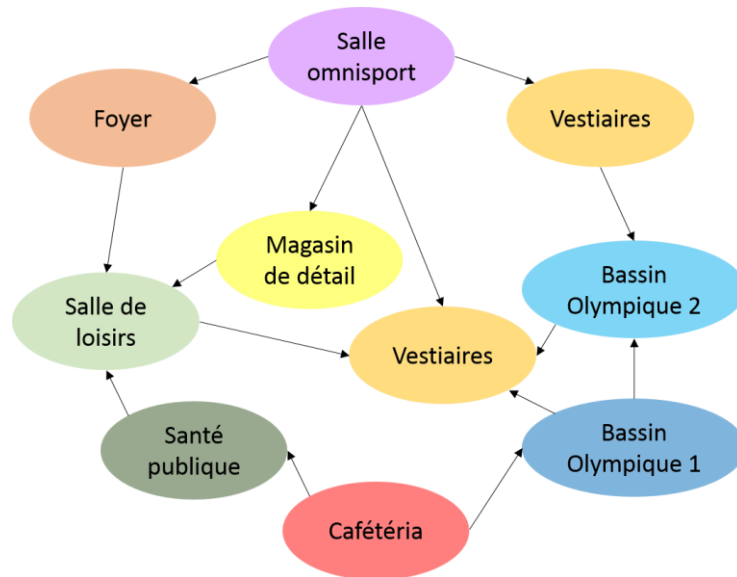 Salle
omnisport
Foyer
Vestiaires
Magasin
de détail
Bassin
Olympique 2
Salle de
loisirs
Vestiaires
Santé
publique
Bassin
Olympique 1
Cafétéria